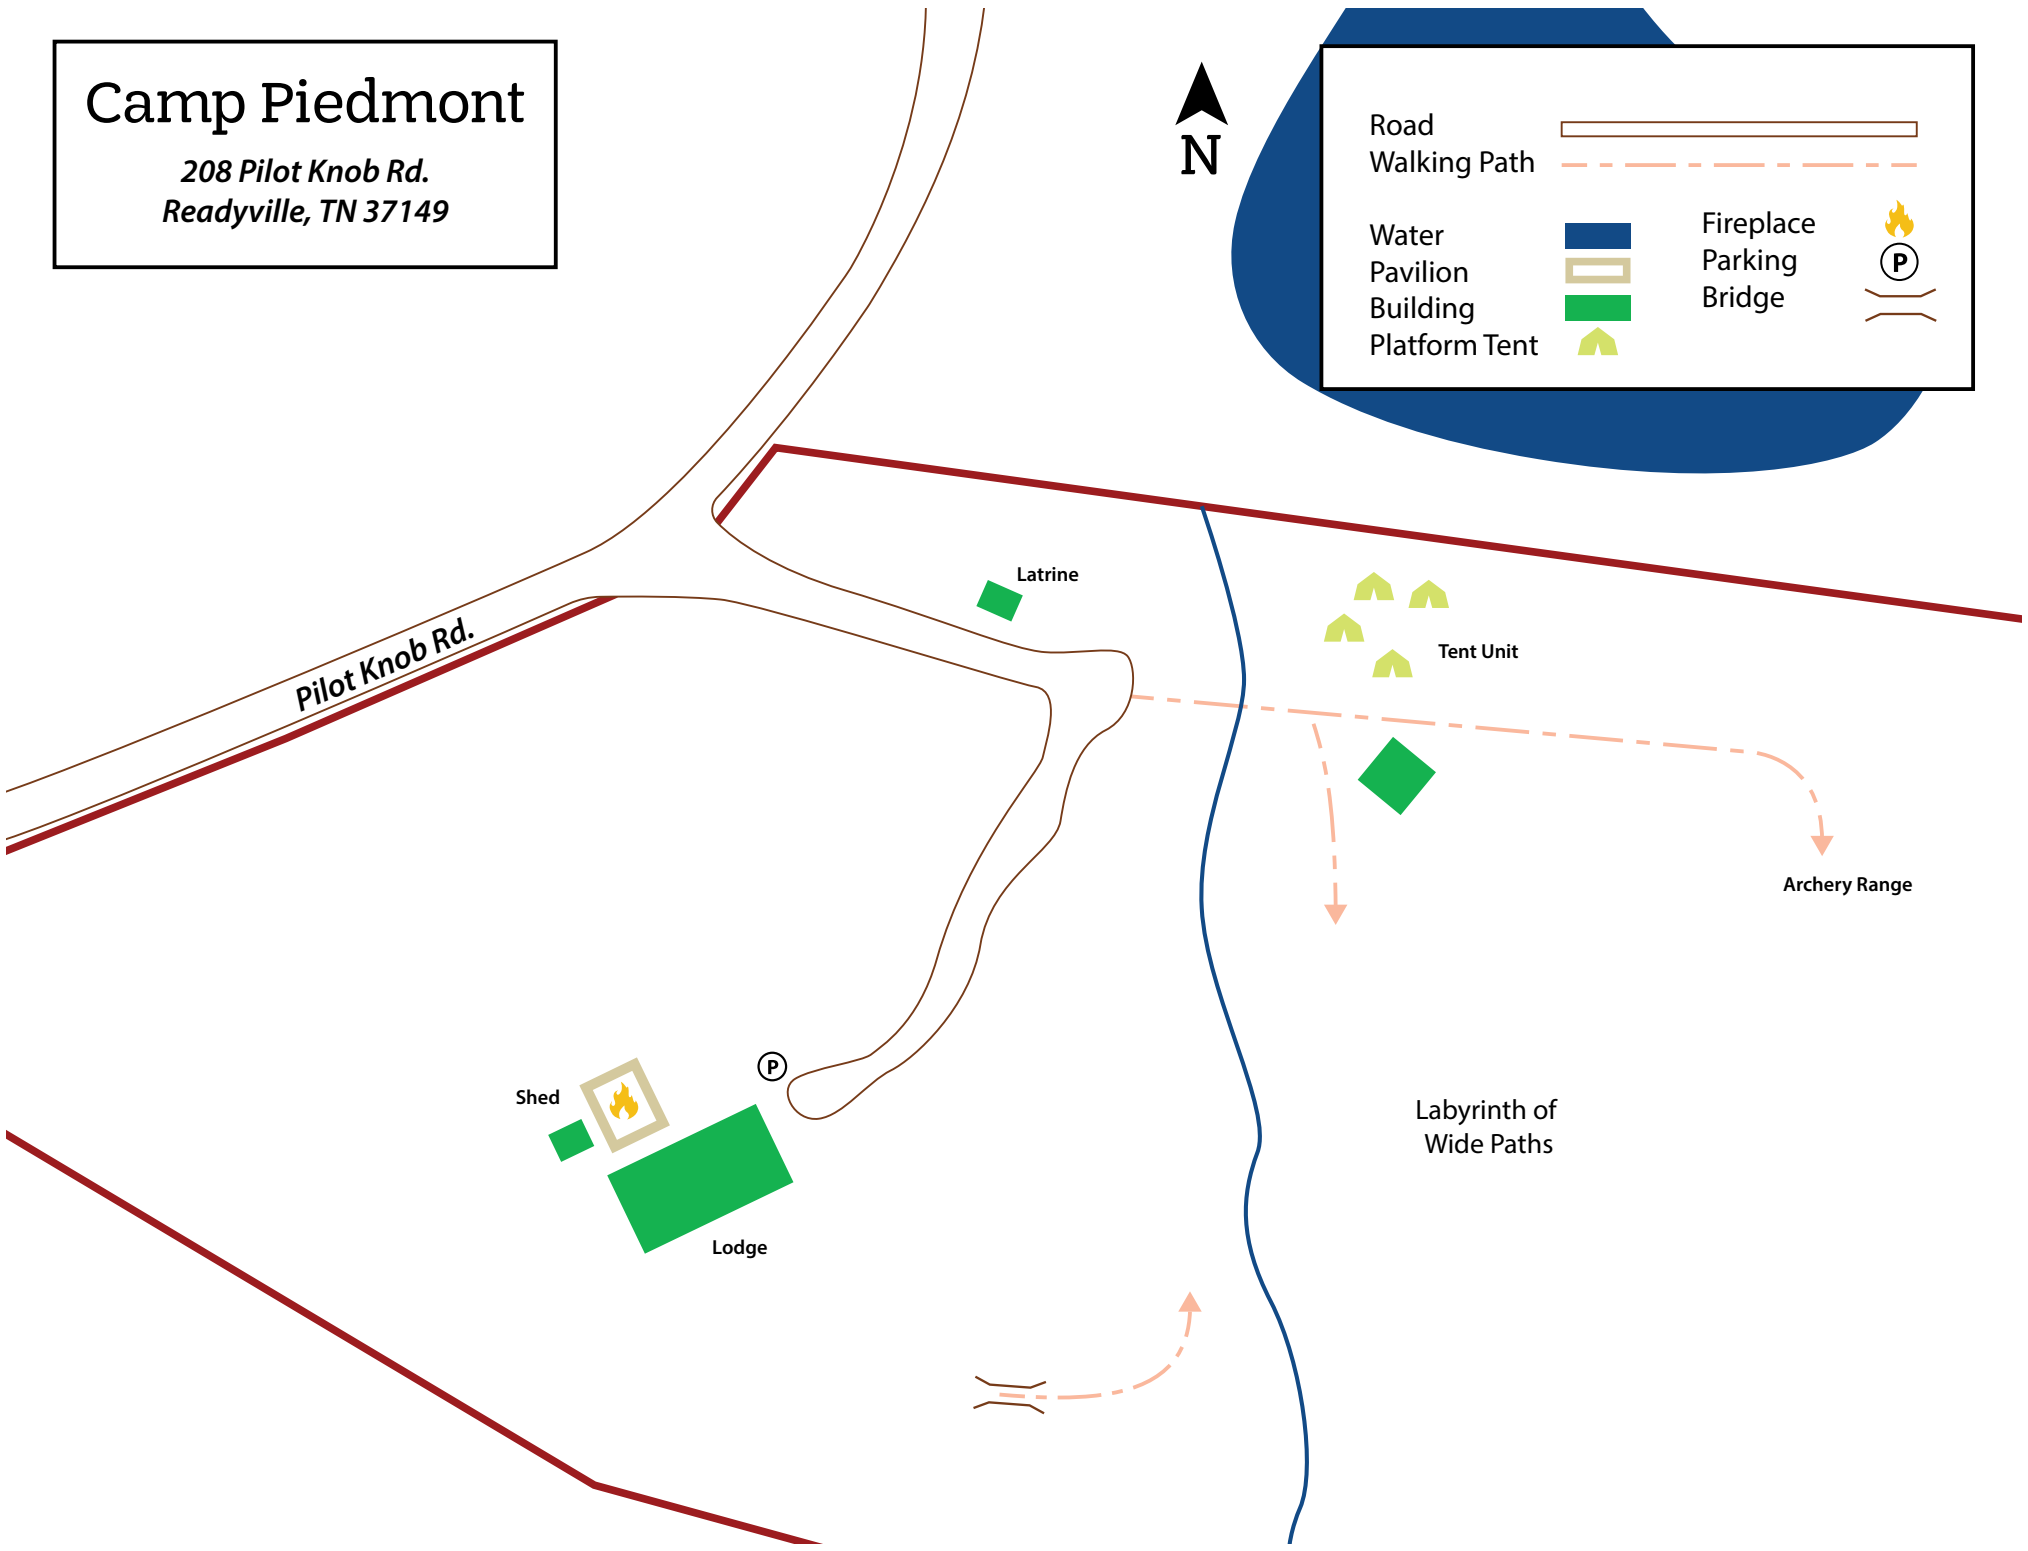 Camp Piedmont
208 Pilot Knob Rd.
Readyville, TN 37149
N
Road
Walking Path
Water
Pavilion
Building
Platform Tent
Fireplace
Parking
P
Bridge
Latrine
Tent Unit
Pilot Knob Rd.
Archery Range
P
Shed
Labyrinth of
Wide Paths
Lodge